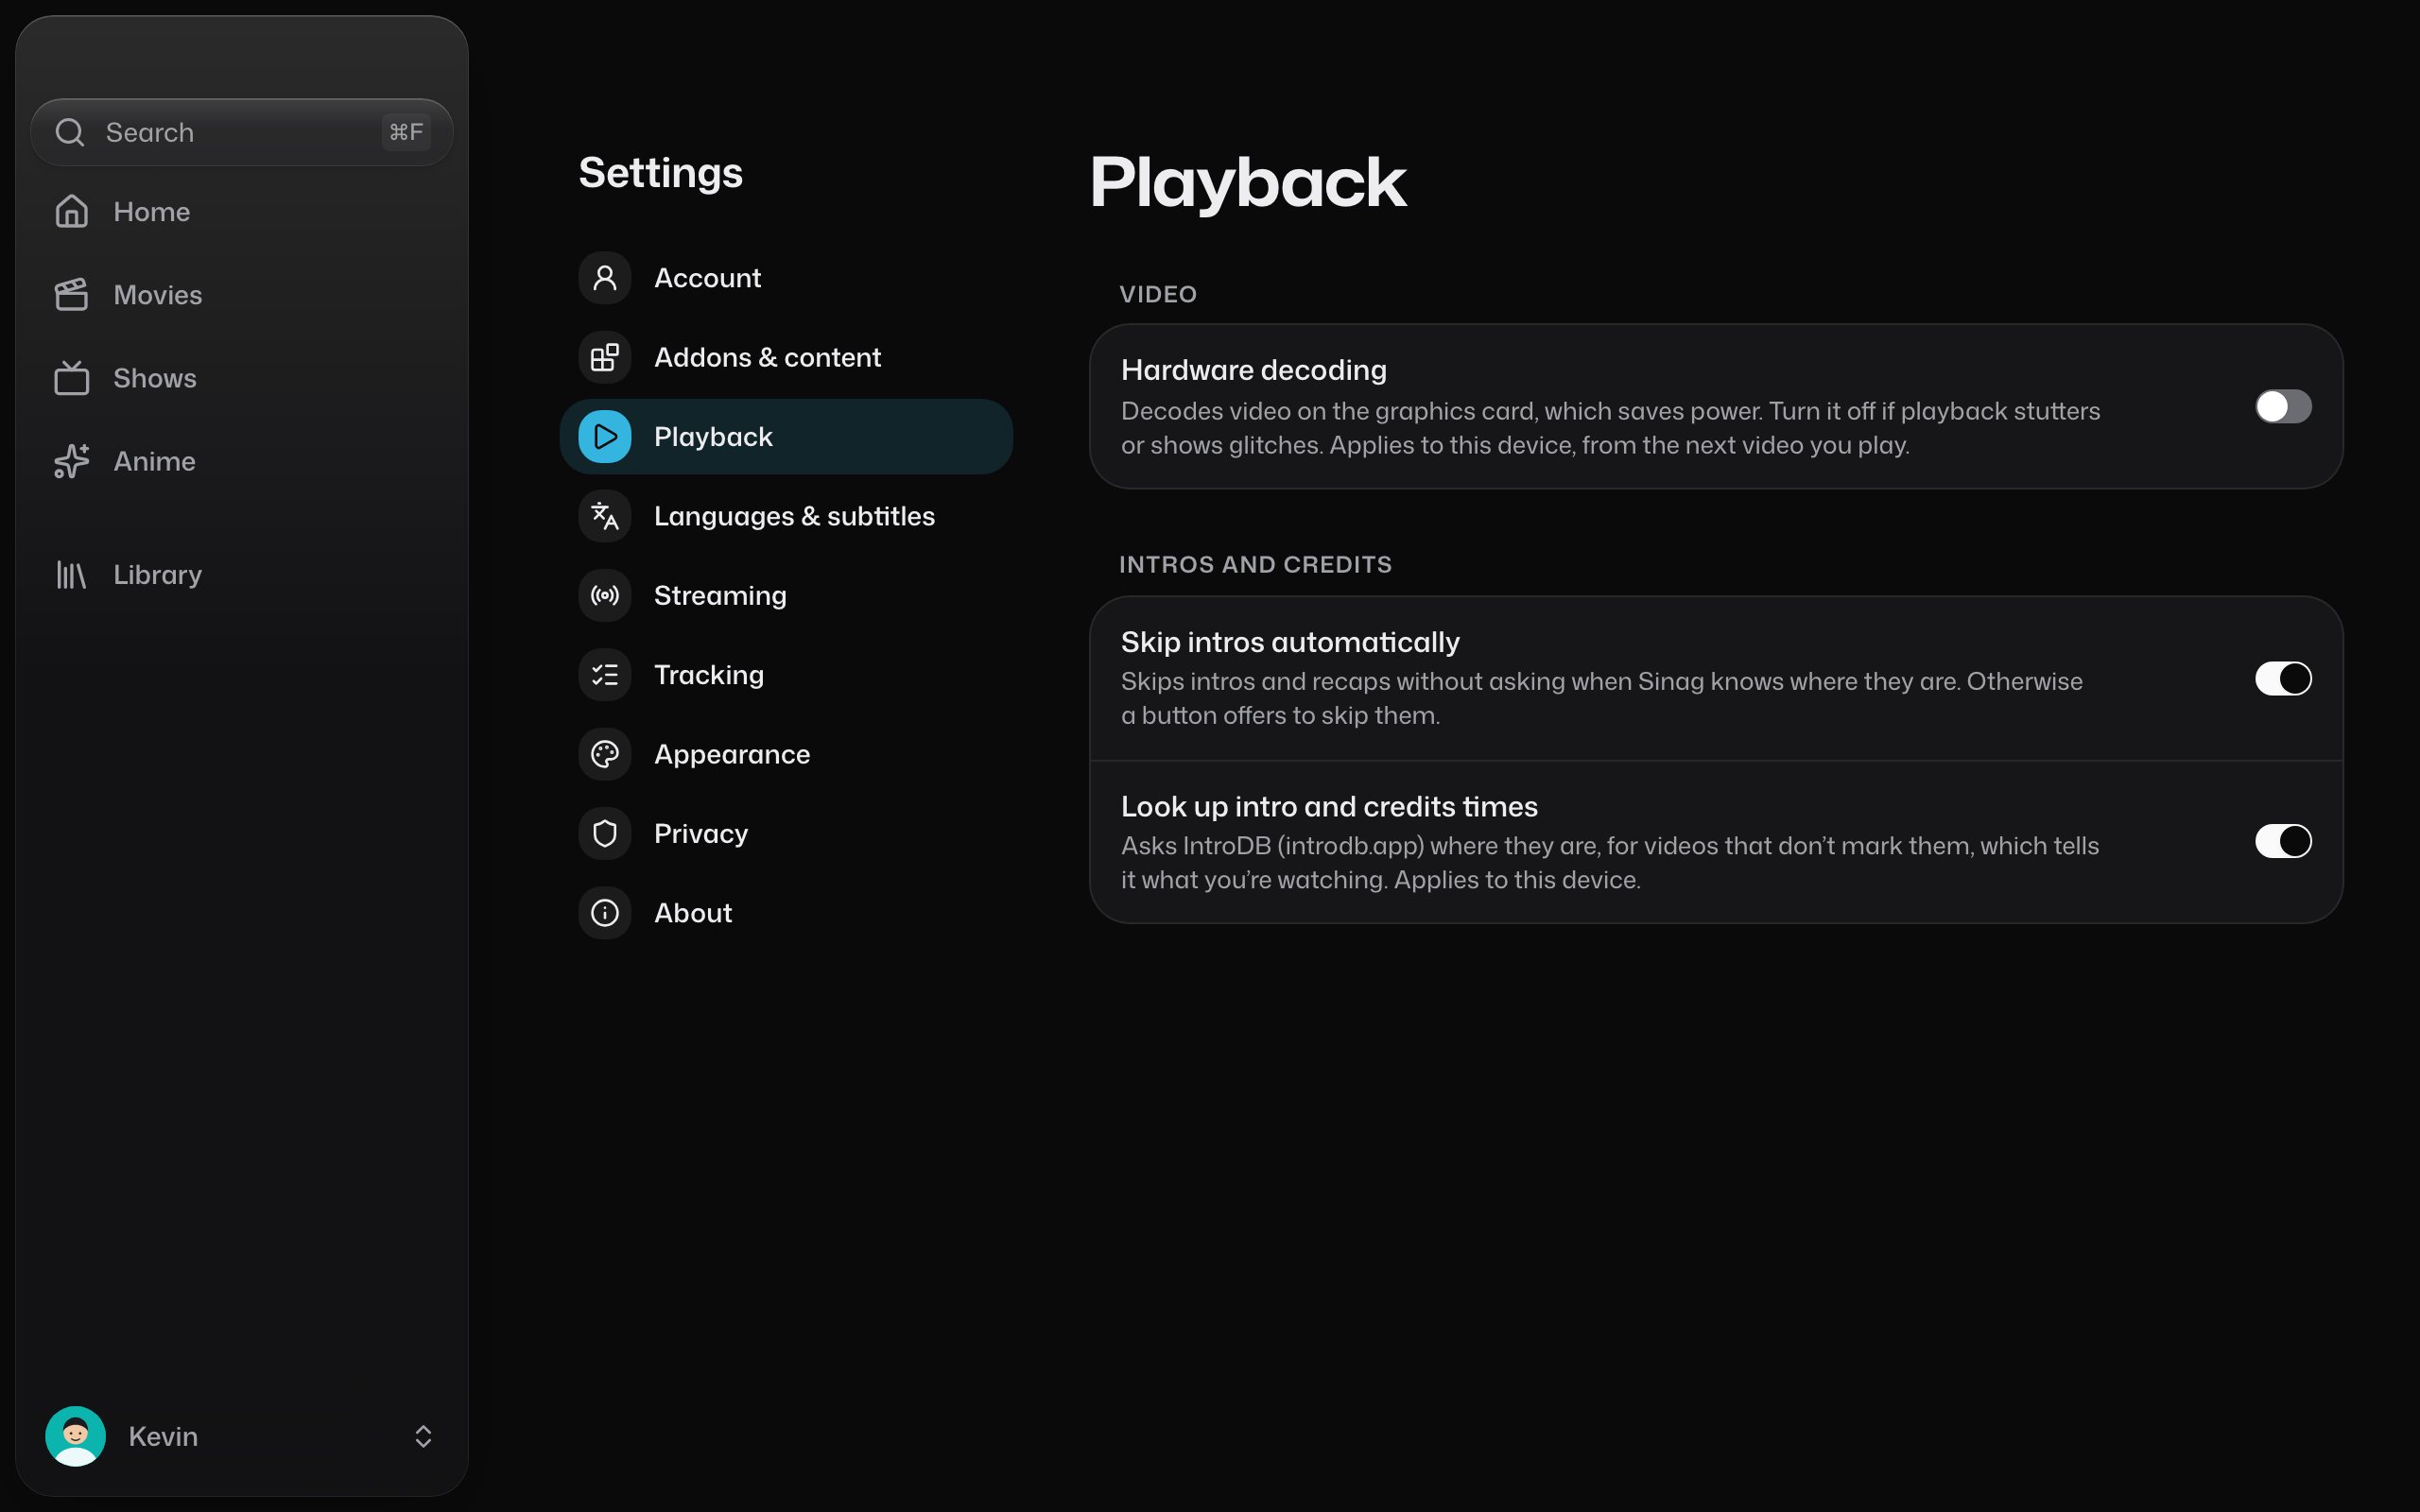 Search ⌘F
Home
Movies
Shows
Anime
Library
Kevin
Settings
Account
Addons & content
Playback
Languages & subtitles
Streaming
Tracking
Appearance
Privacy
About
Playback
VIDEO
Hardware decoding
Decodes video on the graphics card, which saves power. Turn it off if playback stutters
or shows glitches. Applies to this device, from the next video you play.
INTROS AND CREDITS
Skip intros automatically
Skips intros and recaps without asking when Sinag knows where they are. Otherwise
a button offers to skip them.
Look up intro and credits times
Asks IntroDB (introdb.app) where they are, for videos that don’t mark them, which tells
it what you’re watching. Applies to this device.